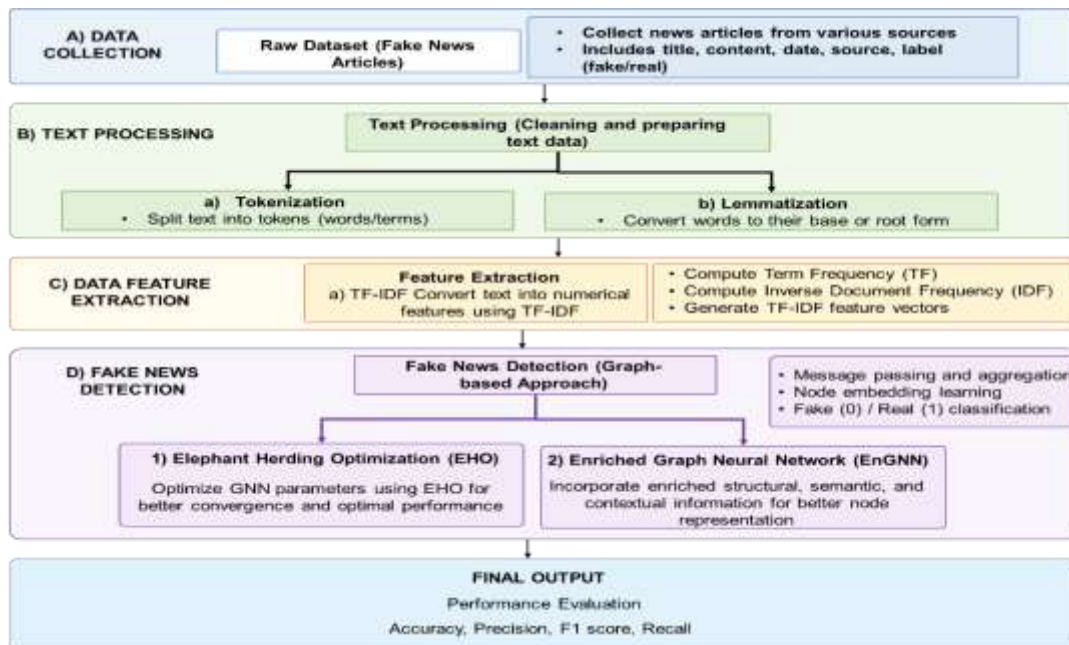 A) DATA
COLLECTION
Raw Dataset (Fake News
Articles)
• Collect news articles from various sources
• Includes title, content, date, source, label
(fake/real)
B) TEXT PROCESSING
Text Processing (Cleaning and preparing
text data)
a) Tokenization
• Split text into tokens (words/terms)
b) Lemmatization
• Convert words to their base or root form
C) DATA FEATURE
EXTRACTION
Feature Extraction
a) TF-IDF Convert text into numerical
features using TF-IDF
• Compute Term Frequency (TF)
• Compute Inverse Document Frequency (IDF)
• Generate TF-IDF feature vectors
D) FAKE NEWS
DETECTION
Fake News Detection (Graph-
based Approach)
• Message passing and aggregation
• Node embedding learning
• Fake (0) / Real (1) classification
1) Elephant Herding Optimization (EHO)
Optimize GNN parameters using EHO for
better convergence and optimal performance
2) Enriched Graph Neural Network (EnGNN)
Incorporate enriched structural, semantic, and
contextual information for better node
representation
FINAL OUTPUT
Performance Evaluation
Accuracy, Precision, F1 score, Recall